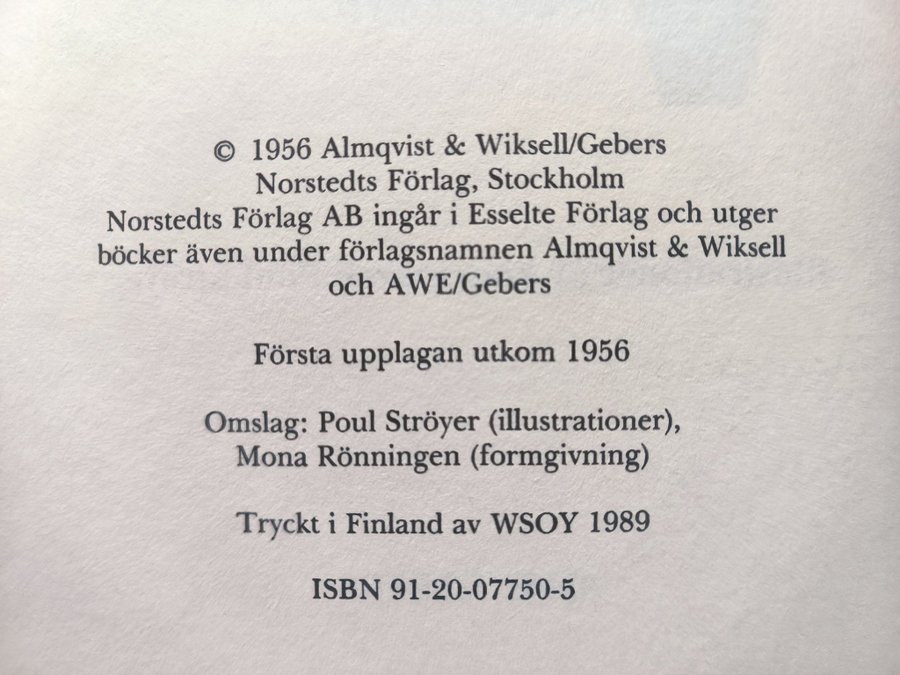 © 1956 Almqvist & Wiksell/Gebers
Norstedts Förlag, Stockholm
Norstedts Förlag AB ingår i Esselte Förlag och utger
böcker även under förlagsnamnen Almqvist & Wiksell
och AWE/Gebers
Första upplagan utkom 1956
Omslag: Poul Ströyer (illustrationer),
Mona Rönningen (formgivning)
Tryckt i Finland av WSOY 1989
ISBN 91-20-07750-5